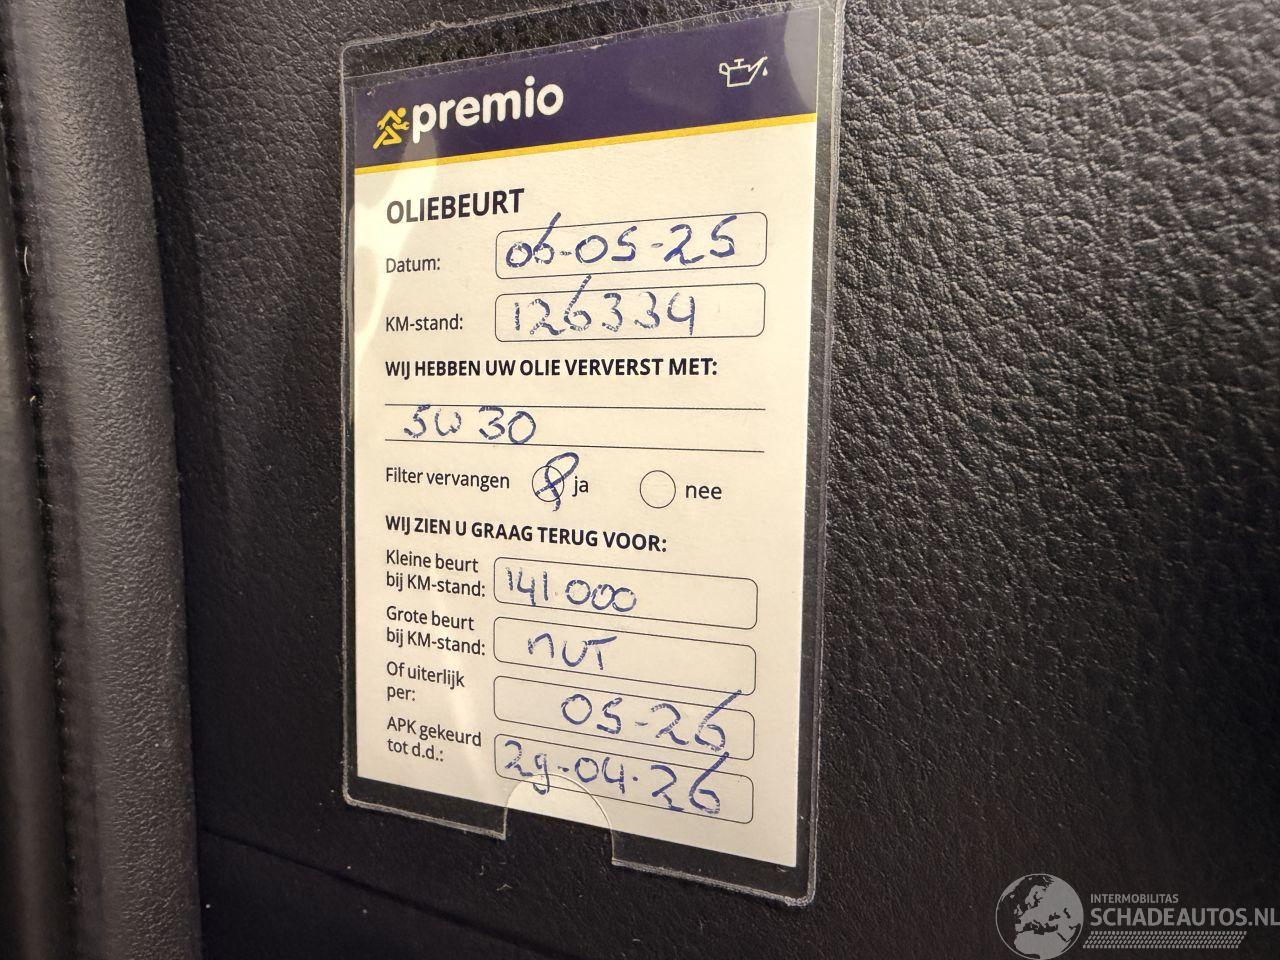 premio
OLIEBEURT
Datum: 06-05-25
KM-stand: 126334
WIJ HEBBEN UW OLIE VERVERST MET:
5W 30
Filter vervangen ja nee
WIJ ZIEN U GRAAG TERUG VOOR:
Kleine beurt
bij KM-stand: 141.000
Grote beurt
bij KM-stand: NVT
Of uiterlijk
per: 05-26
APK gekeurd
tot d.d.: 29-04-26
INTERMOBILITAS
SCHADEAUTOS.NL